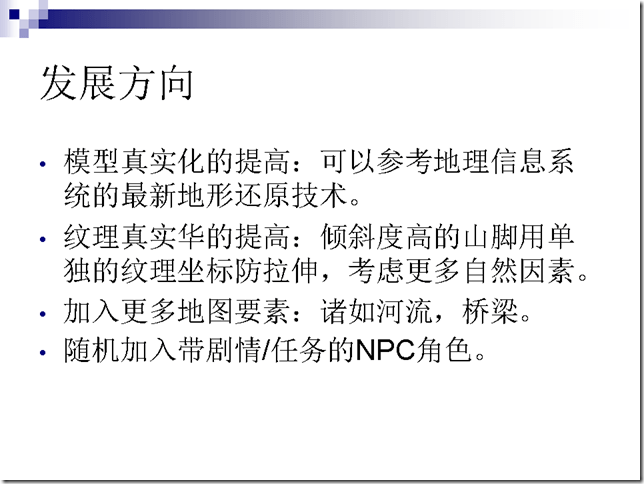 发展方向
• 模型真实化的提高：可以参考地理信息系
统的最新地形还原技术。
• 纹理真实华的提高：倾斜度高的山脚用单
独的纹理坐标防拉伸，考虑更多自然因素。
• 加入更多地图要素：诸如河流，桥梁。
• 随机加入带剧情/任务的NPC角色。